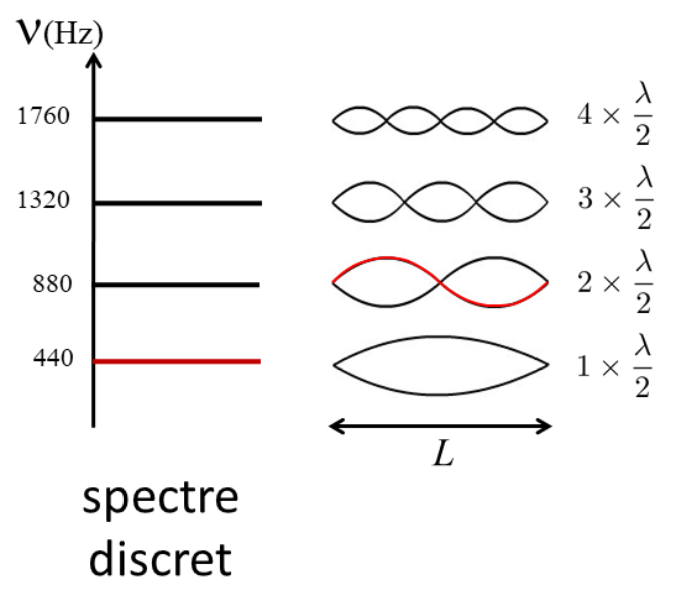 ν(Hz)
1760
4 × λ/2
1320
3 × λ/2
880
2 × λ/2
440
1 × λ/2
L
spectre
discret